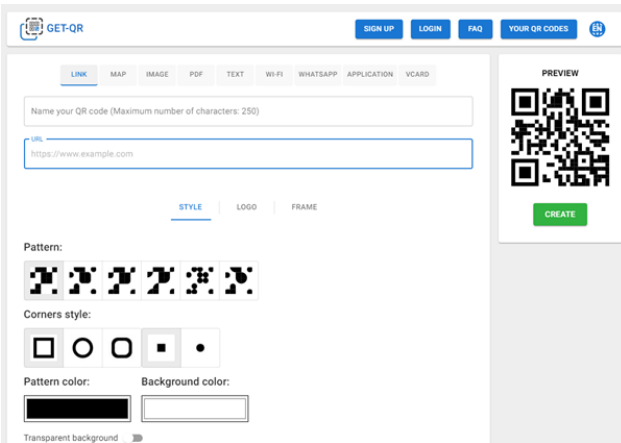 GET-QR
SIGN UP LOGIN FAQ YOUR QR CODES EN
LINK MAP IMAGE PDF TEXT WI-FI WHATSAPP APPLICATION VCARD
Name your QR code (Maximum number of characters: 250)
URL
https://www.example.com
STYLE LOGO FRAME
Pattern:
Corners style:
Pattern color: Background color:
Transparent background
PREVIEW
CREATE